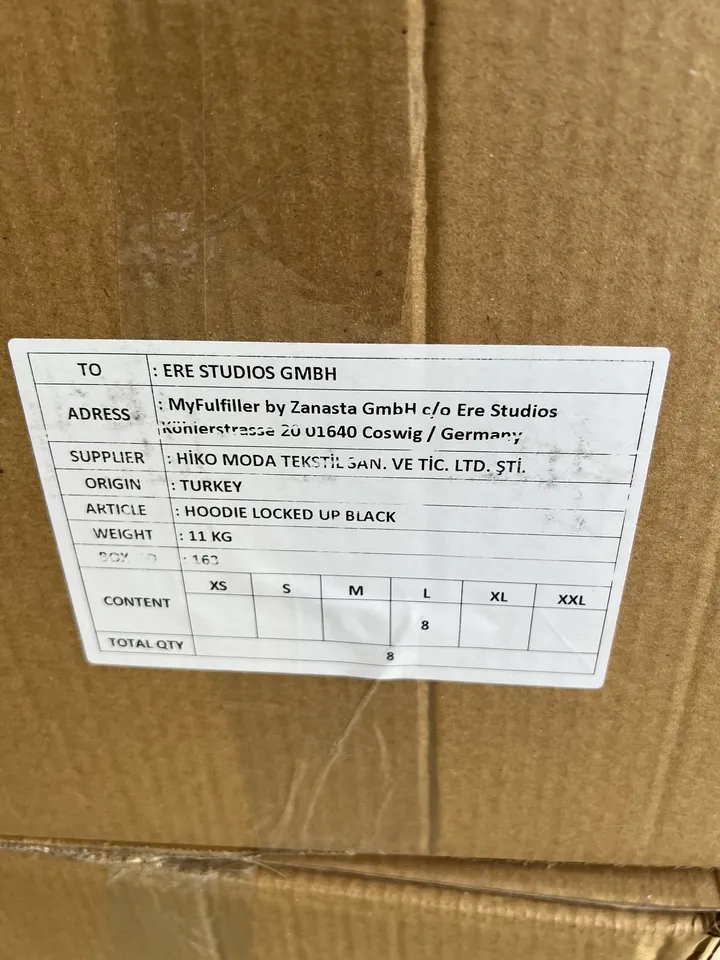 TO : ERE STUDIOS GMBH
ADRESS : MyFulfiller by Zanasta GmbH c/o Ere Studios
Köhlerstrasse 20 01640 Coswig / Germany
SUPPLIER : HİKO MODA TEKSTİL SAN. VE TİC. LTD. ŞTİ.
ORIGIN : TURKEY
ARTICLE : HOODIE LOCKED UP BLACK
WEIGHT : 11 KG
BOX : 163
XS S M L XL XXL
CONTENT 8
TOTAL QTY 8